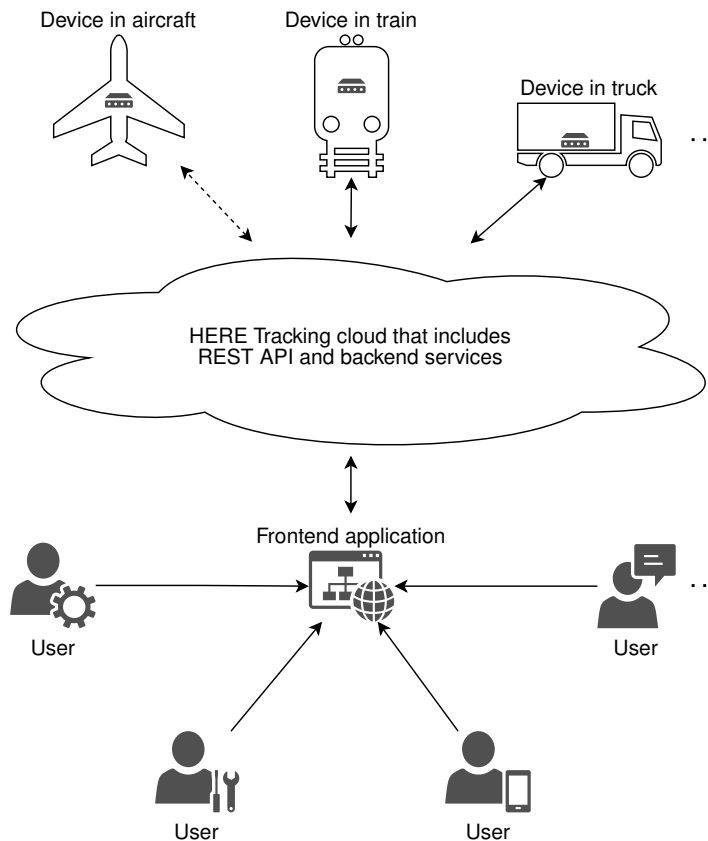 Device in aircraft
Device in train
Device in truck
. .
HERE Tracking cloud that includes
REST API and backend services
Frontend application
. .
User
User
User
User